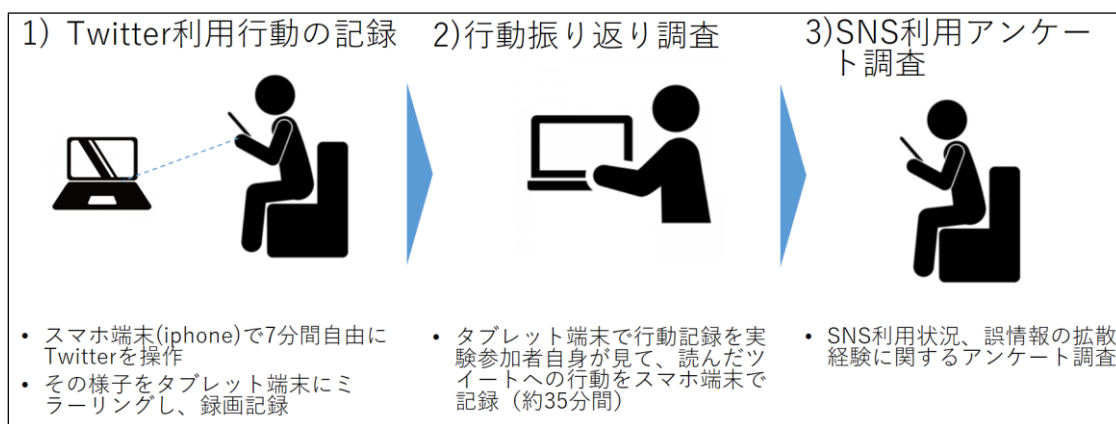 1) Twitter利用行動の記録
2)行動振り返り調査
3)SNS利用アンケー
ト調査
• スマホ端末(iphone)で7分間自由に
Twitterを操作
• その様子をタブレット端末にミ
ラーリングし、録画記録
• タブレット端末で行動記録を実
験参加者自身が見て、読んだツ
イートへの行動をスマホ端末で
記録（約35分間）
• SNS利用状況、誤情報の拡散
経験に関するアンケート調査